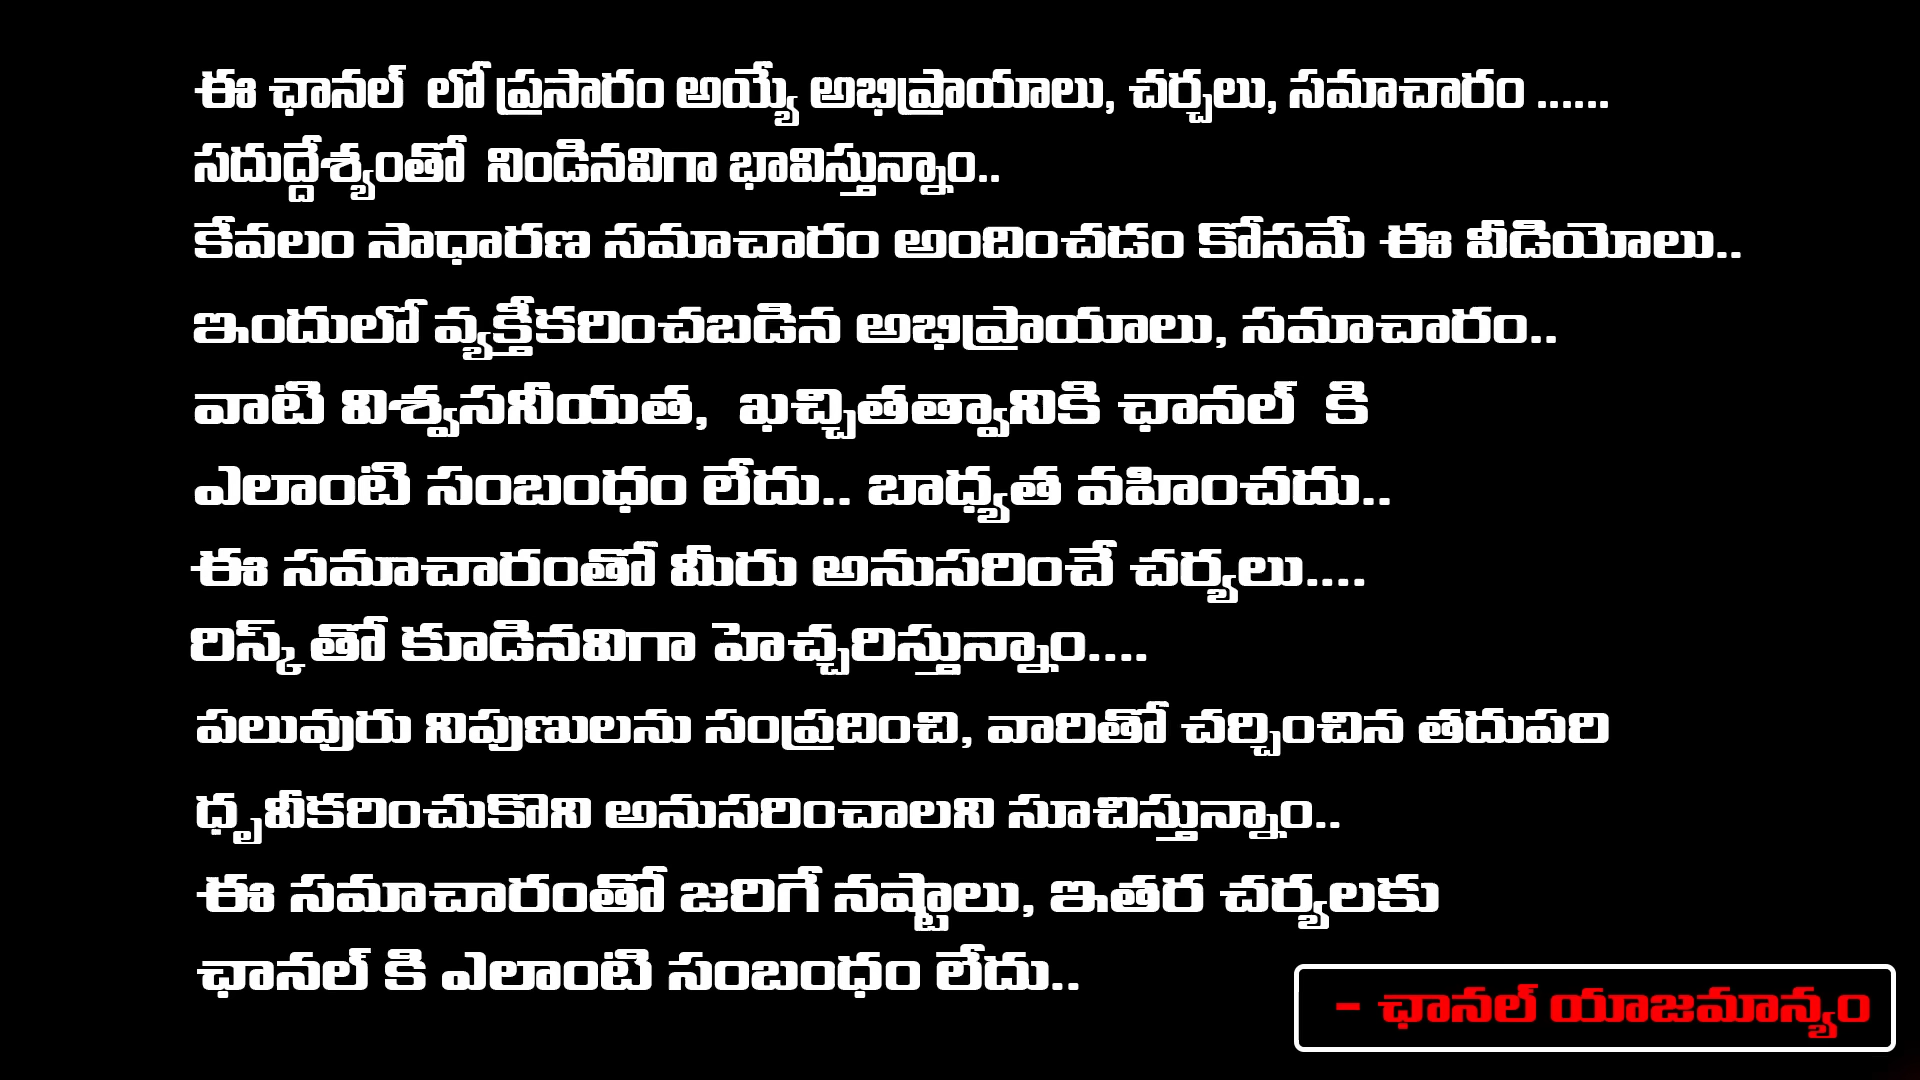 ఈ ఛానల్ లో ప్రసారం అయ్యే అభిప్రాయాలు, చర్చలు, సమాచారం ......
సదుద్దేశ్యంతో నిండినవిగా భావిస్తున్నాం..
కేవలం సాధారణ సమాచారం అందించడం కోసమే ఈ వీడియోలు..
ఇందులో వ్యక్తీకరించబడిన అభిప్రాయాలు, సమాచారం..
వాటి విశ్వసనీయత, ఖచ్చితత్వానికి ఛానల్ కి
ఎలాంటి సంబంధం లేదు.. బాధ్యత వహించదు..
ఈ సమాచారంతో మీరు అనుసరించే చర్యలు....
రిస్క్ తో కూడినవిగా హెచ్చరిస్తున్నాం....
పలువురు నిపుణులను సంప్రదించి, వారితో చర్చించిన తదుపరి
ధృవీకరించుకొని అనుసరించాలని సూచిస్తున్నాం..
ఈ సమాచారంతో జరిగే నష్టాలు, ఇతర చర్యలకు
ఛానల్ కి ఎలాంటి సంబంధం లేదు..
- ఛానల్ యాజమాన్యం